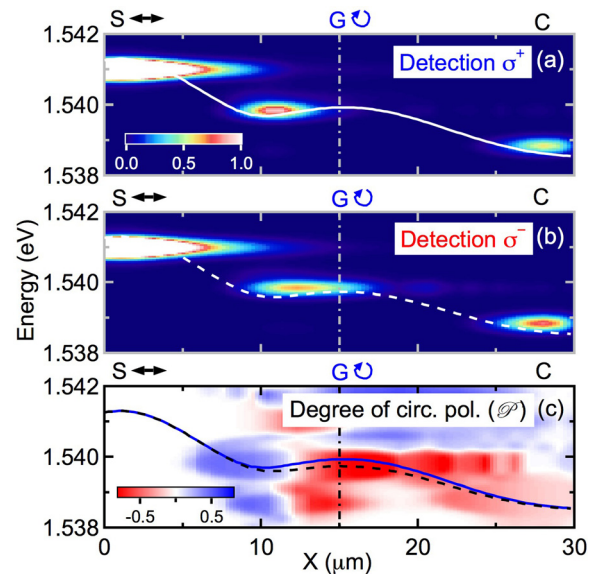 S ↔ G ↻ C
1.542
Detection σ⁺ (a)
1.540
0.0 0.5 1.0
1.538
S ↔ G ↻ C
1.542
Detection σ⁻ (b)
1.540
1.538
Energy (eV)
S ↔ G ↻ C
1.542
Degree of circ. pol. (𝒫) (c)
1.540
-0.5 0.5
1.538
0 10 20 30
X (μm)